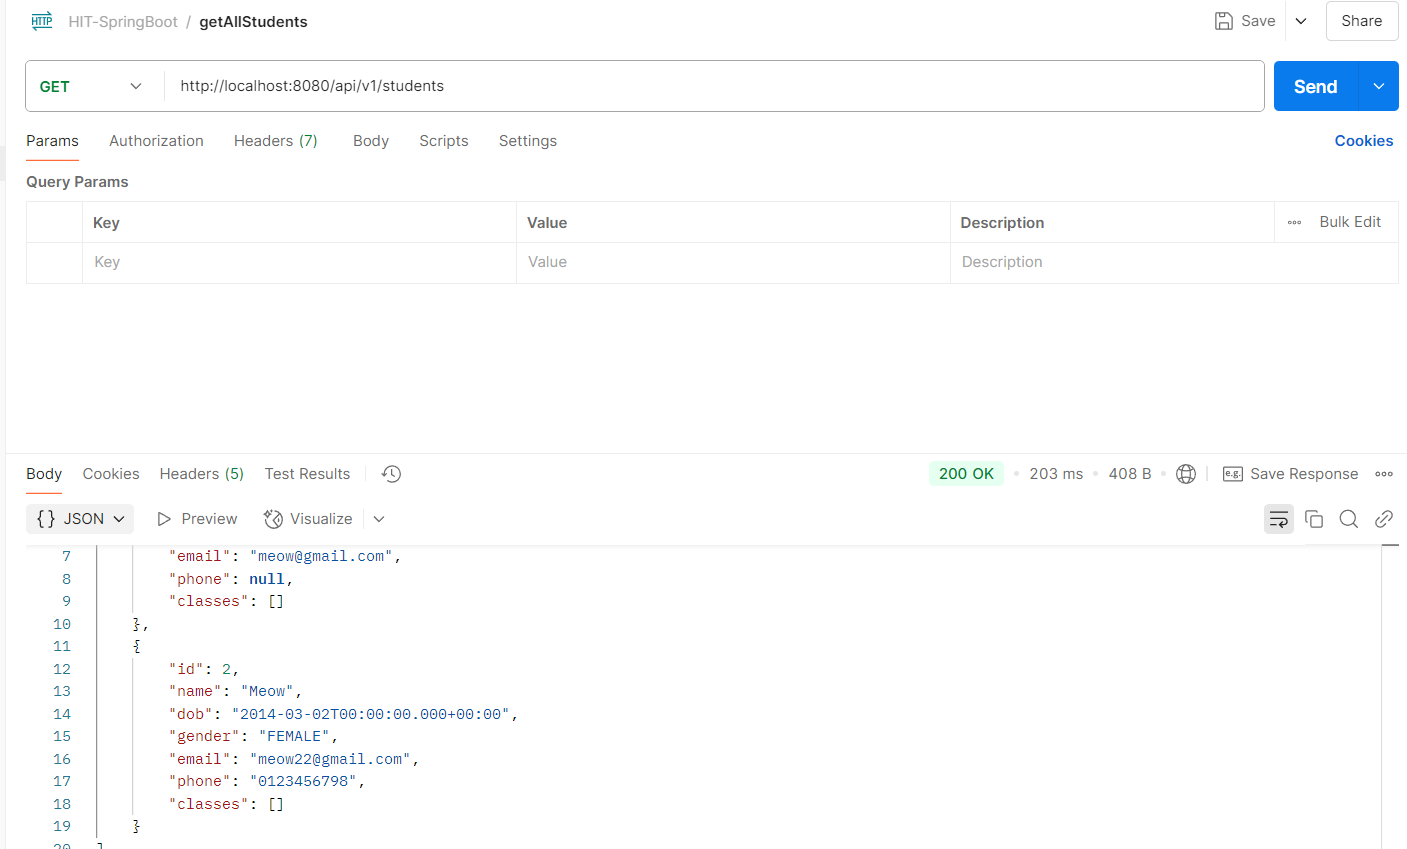 HTTP HIT-SpringBoot / getAllStudents Save Share
GET http://localhost:8080/api/v1/students Send
Params Authorization Headers (7) Body Scripts Settings Cookies
Query Params
Key Value Description Bulk Edit
Key Value Description
Body Cookies Headers (5) Test Results 200 OK 203 ms 408 B e.g. Save Response
{} JSON Preview Visualize
7 "email": "meow@gmail.com",
8 "phone": null,
9 "classes": []
10 },
11 {
12 "id": 2,
13 "name": "Meow",
14 "dob": "2014-03-02T00:00:00.000+00:00",
15 "gender": "FEMALE",
16 "email": "meow22@gmail.com",
17 "phone": "0123456798",
18 "classes": []
19 }
20 ]